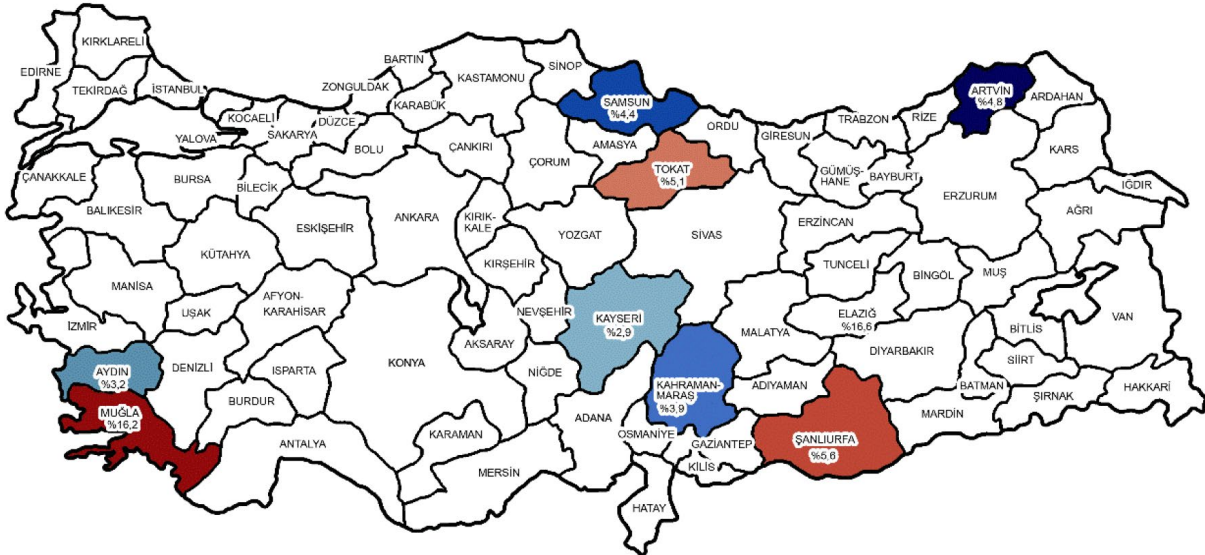 KIRKLARELİ
EDİRNE
TEKİRDAĞ
İSTANBUL
KOCAELİ
YALOVA
SAKARYA
DÜZCE
ZONGULDAK
BARTIN
KARABÜK
KASTAMONU
SİNOP
SAMSUN
%4,4
ORDU
GİRESUN
TRABZON
RİZE
ARTVİN
%4,8
ARDAHAN
KARS
IĞDIR
AĞRI
ERZURUM
BAYBURT
GÜMÜŞ-
HANE
ERZİNCAN
TOKAT
%5,1
AMASYA
ÇORUM
ÇANKIRI
BOLU
BİLECİK
BURSA
ÇANAKKALE
BALIKESİR
KÜTAHYA
ESKİŞEHİR
ANKARA
KIRIK-
KALE
YOZGAT
SİVAS
TUNCELİ
BİNGÖL
MUŞ
VAN
BİTLİS
SİİRT
ELAZIĞ
%16,6
MALATYA
KAYSERİ
%2,9
NEVŞEHİR
KIRŞEHİR
AKSARAY
KONYA
AFYON-
KARAHİSAR
UŞAK
MANİSA
İZMİR
AYDIN
%3,2
DENİZLİ
ISPARTA
BURDUR
MUĞLA
%16,2
ANTALYA
KARAMAN
MERSİN
NİĞDE
ADANA
KAHRAMAN-
MARAŞ
%3,9
OSMANİYE
GAZİANTEP
KİLİS
HATAY
ADIYAMAN
ŞANLIURFA
%5,6
DİYARBAKIR
BATMAN
MARDİN
ŞIRNAK
HAKKARİ